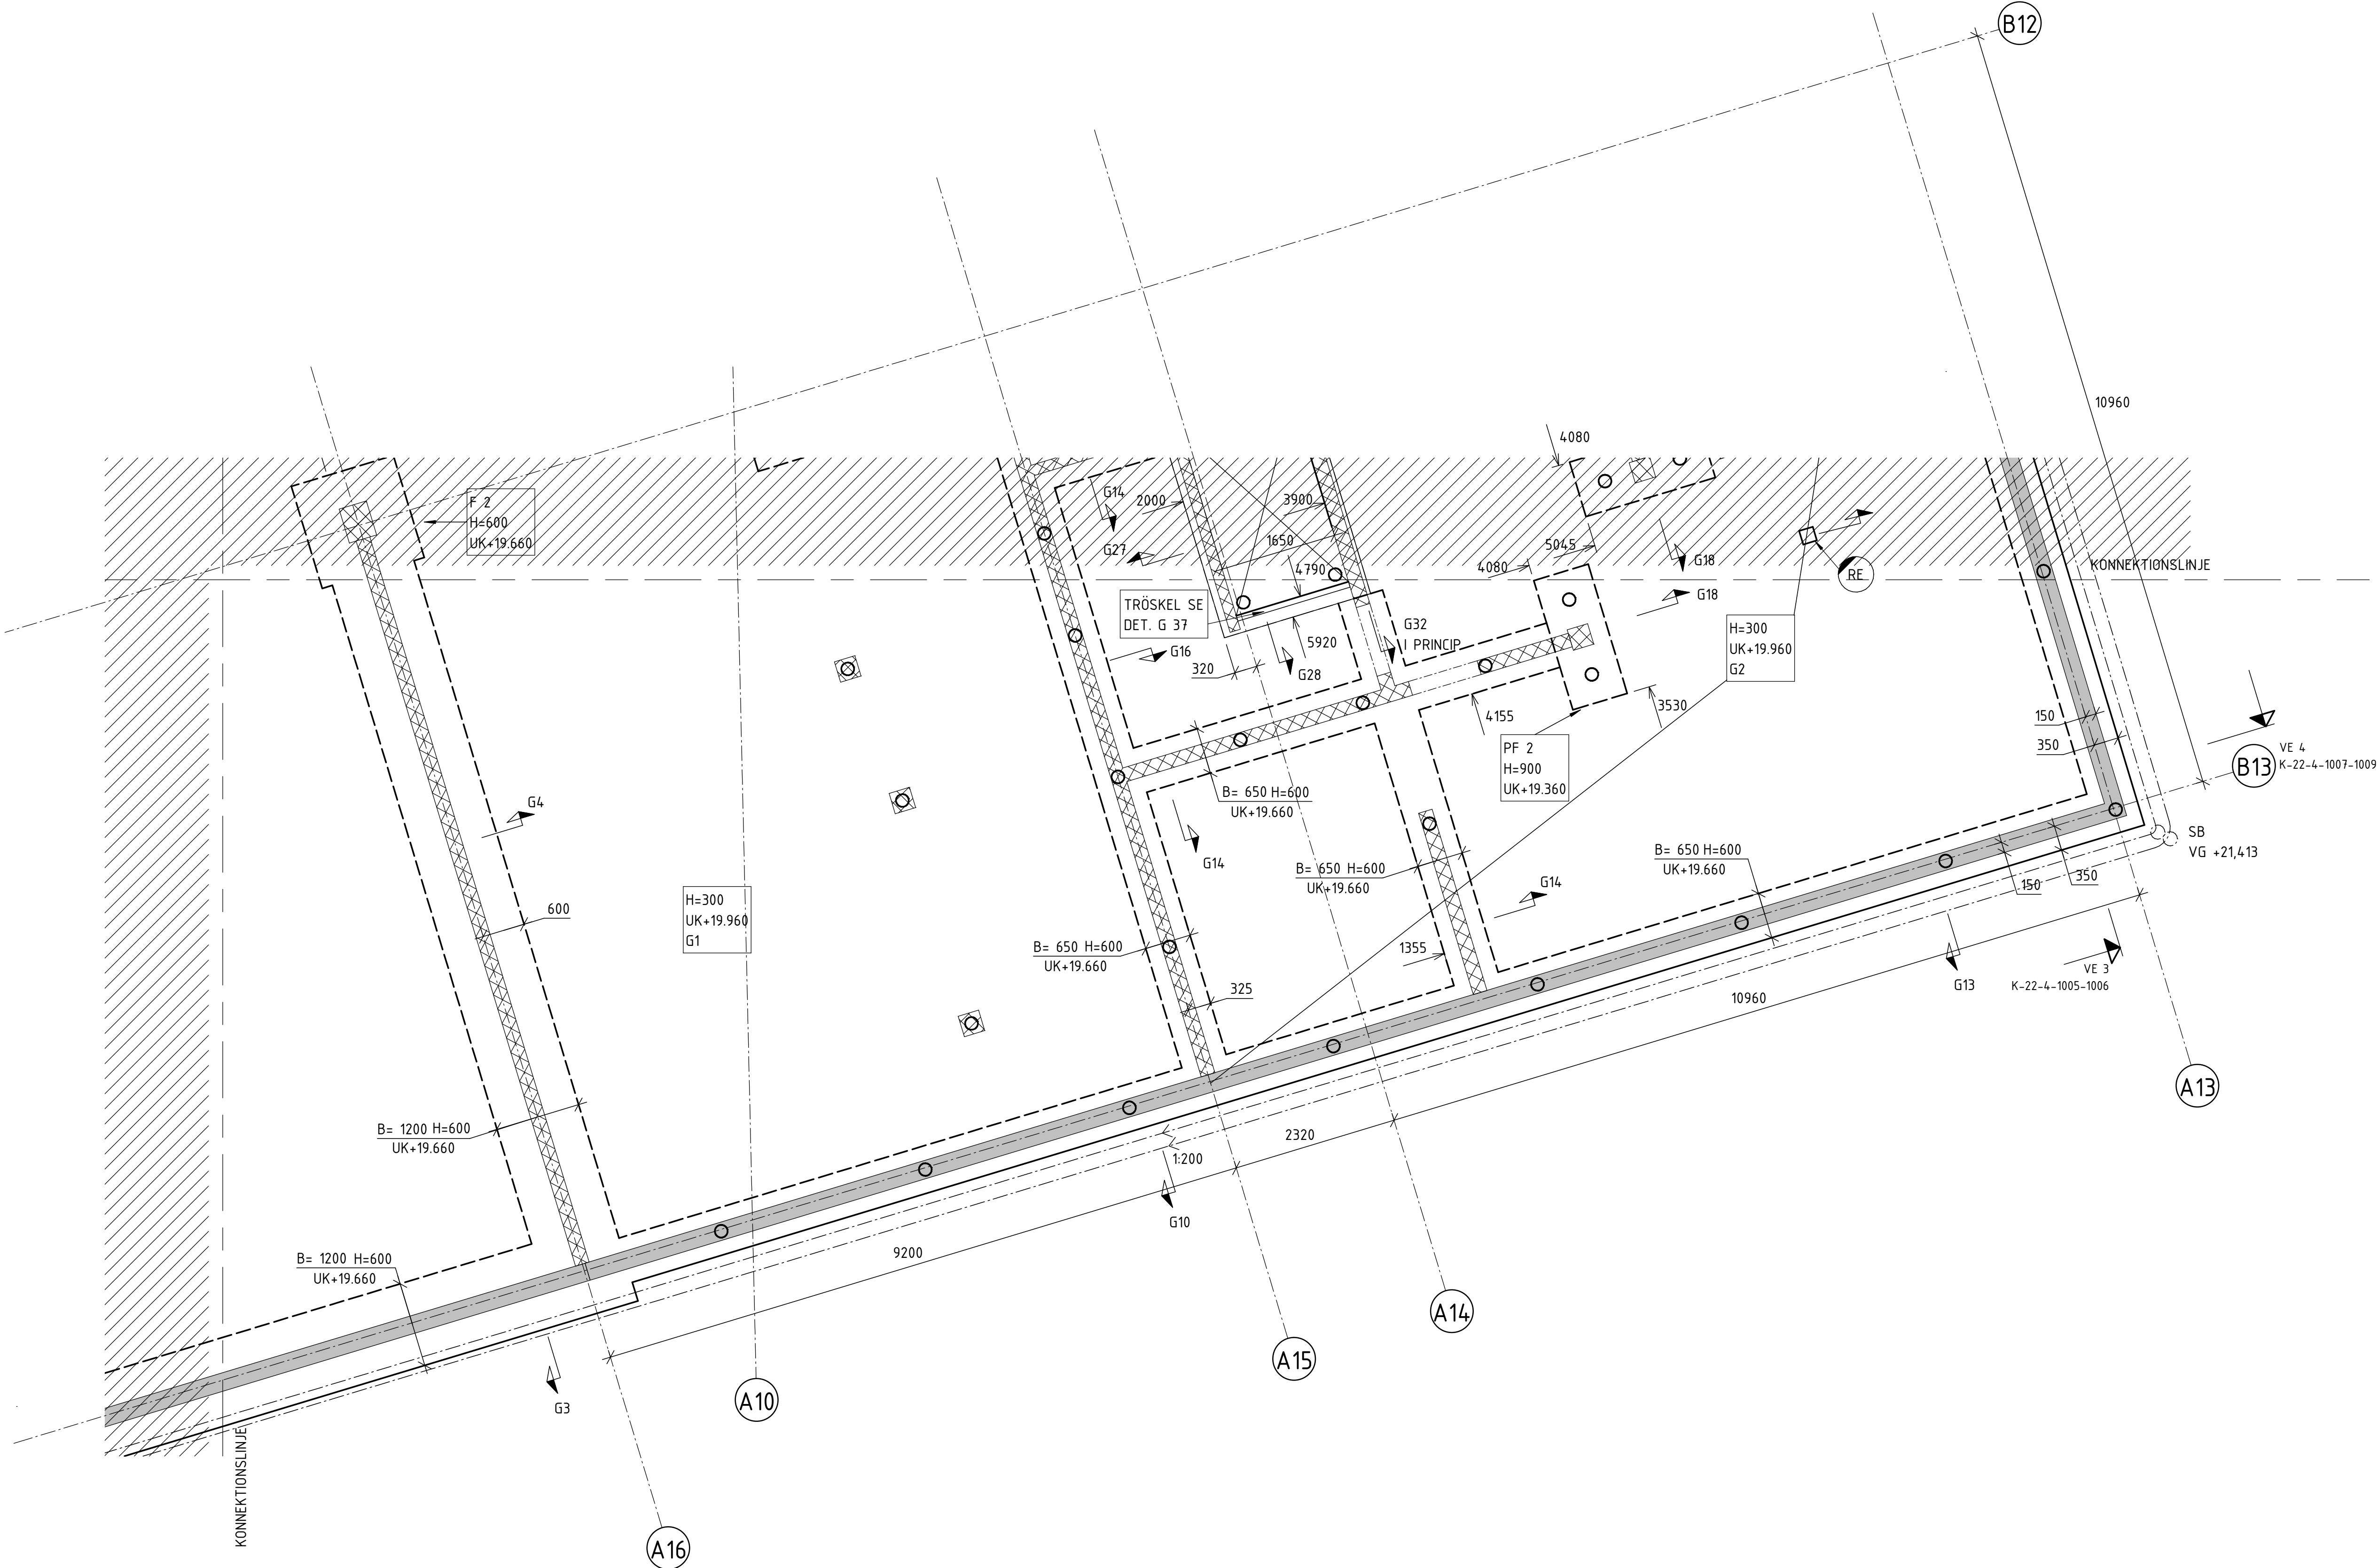 B12
10960
4080
F 2
H=600
UK+19.660
G14
2000
3900
G27
1650
4790
5045
4080
G18
KONNEKTIONSLINJE
RE
TRÖSKEL SE
DET. G 37
G18
G32
I PRINCIP
5920
G16
320
G28
H=300
UK+19.960
G2
3530
4155
150
350
PF 2
H=900
UK+19.360
VE 4
K-22-4-1007-1009
B13
B= 650 H=600
UK+19.660
G4
SB
VG +21,413
G14
B= 650 H=600
UK+19.660
B= 650 H=600
UK+19.660
G14
150
350
H=300
UK+19.960
G1
600
B= 650 H=600
UK+19.660
1355
325
10960
G13
VE 3
K-22-4-1005-1006
A13
B= 1200 H=600
UK+19.660
2320
1:200
G10
9200
B= 1200 H=600
UK+19.660
A14
A15
A10
G3
KONNEKTIONSLINJE
A16